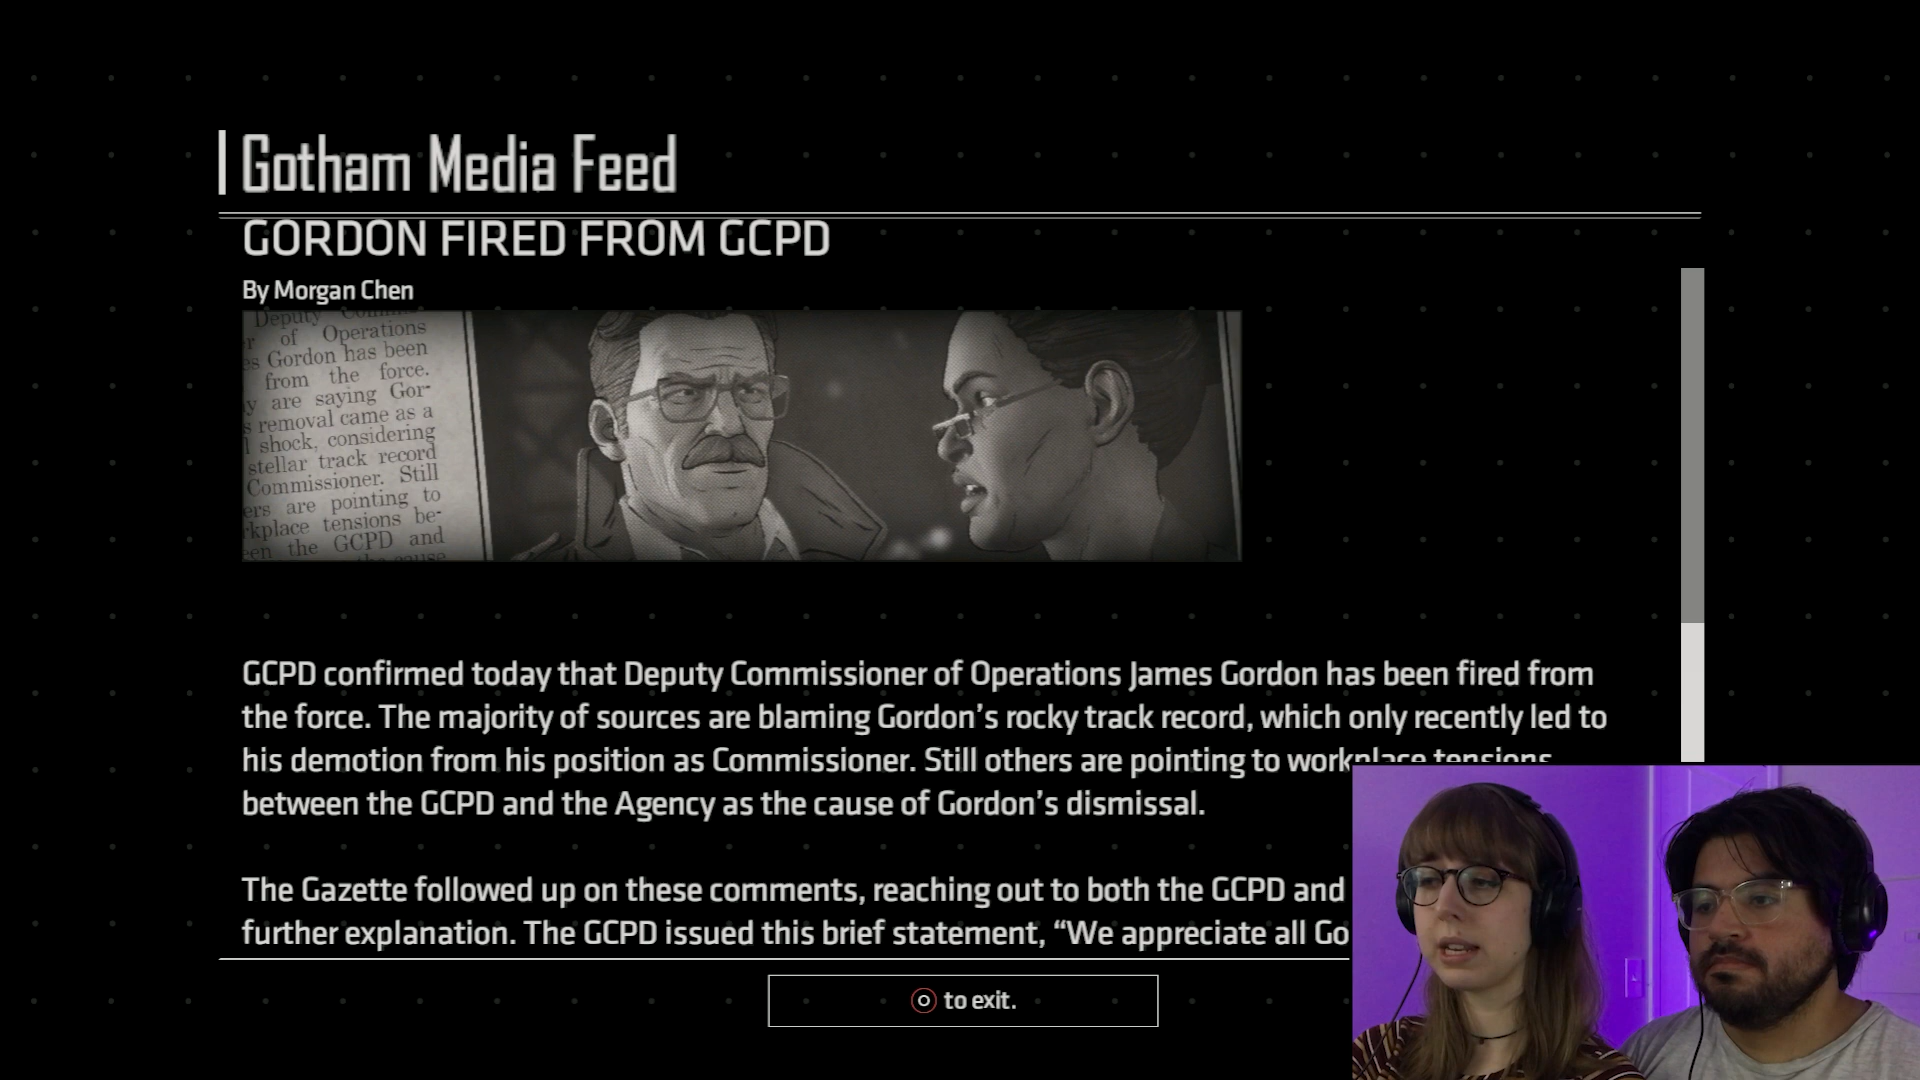 Gotham Media Feed
GORDON FIRED FROM GCPD
By Morgan Chen
Deputy
of Operations
Gordon has been
from the force.
are saying Gor-
removal came as a
shock, considering
stellar track record
Commissioner. Still
are pointing to
tensions be-
the GCPD and
GCPD confirmed today that Deputy Commissioner of Operations James Gordon has been fired from
the force. The majority of sources are blaming Gordon’s rocky track record, which only recently led to
his demotion from his position as Commissioner. Still others are pointing to workplace tensions
between the GCPD and the Agency as the cause of Gordon’s dismissal.
The Gazette followed up on these comments, reaching out to both the GCPD and
further explanation. The GCPD issued this brief statement, “We appreciate all Go
to exit.